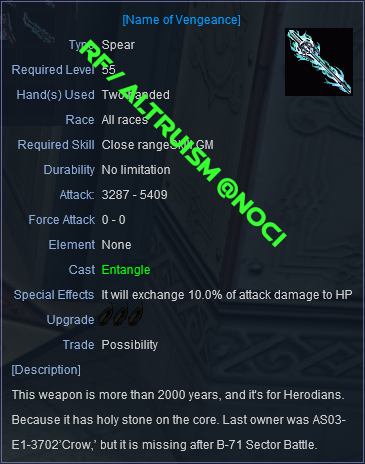 [Name of Vengeance]
Type Spear
Required Level 55
Hand(s) Used Two handed
Race All races
Required Skill Close rangeSkill GM
Durability No limitation
Attack: 3287 - 5409
Force Attack 0 - 0
Element None
Cast Entangle
Special Effects It will exchange 10.0% of attack damage to HP
Upgrade
Trade Possibility
[Description]
This weapon is more than 2000 years, and it's for Herodians.
Because it has holy stone on the core. Last owner was AS03-
E1-3702'Crow,' but it is missing after B-71 Sector Battle.
RF/ ALTRUISM @NOCI